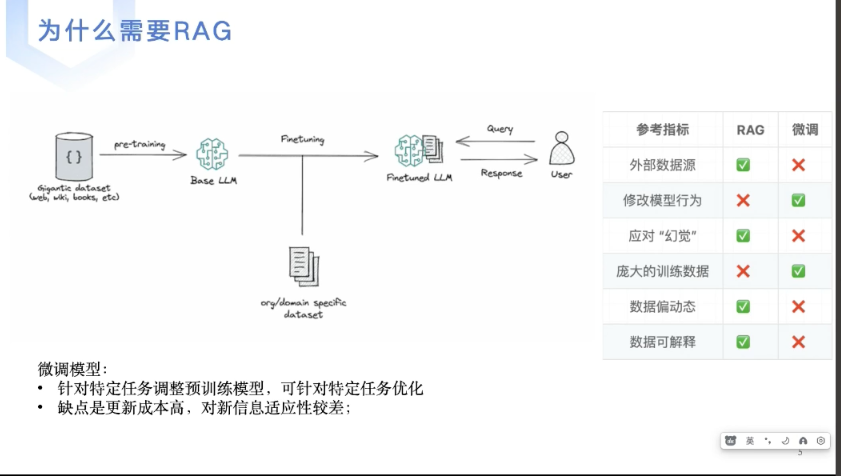 为什么需要RAG
{ }
pre-training
Finetuning
Query
Response
Gigantic dataset
(web, wiki, books, etc)
Base LLM
Finetuned LLM
User
org/domain specific
dataset
参考指标 RAG 微调
外部数据源 ✅ ❌
修改模型行为 ❌ ✅
应对 “幻觉” ✅ ❌
庞大的训练数据 ❌ ✅
数据偏动态 ✅ ❌
数据可解释 ✅ ❌
微调模型：
• 针对特定任务调整预训练模型，可针对特定任务优化
• 缺点是更新成本高，对新信息适应性较差；
英
5